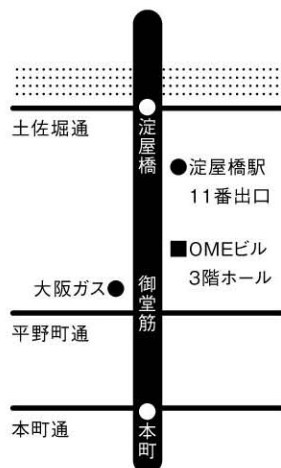 土佐堀通
淀屋橋
●淀屋橋駅
11番出口
■OMEビル
3階ホール
大阪ガス●
御堂筋
平野町通
本町通
本町